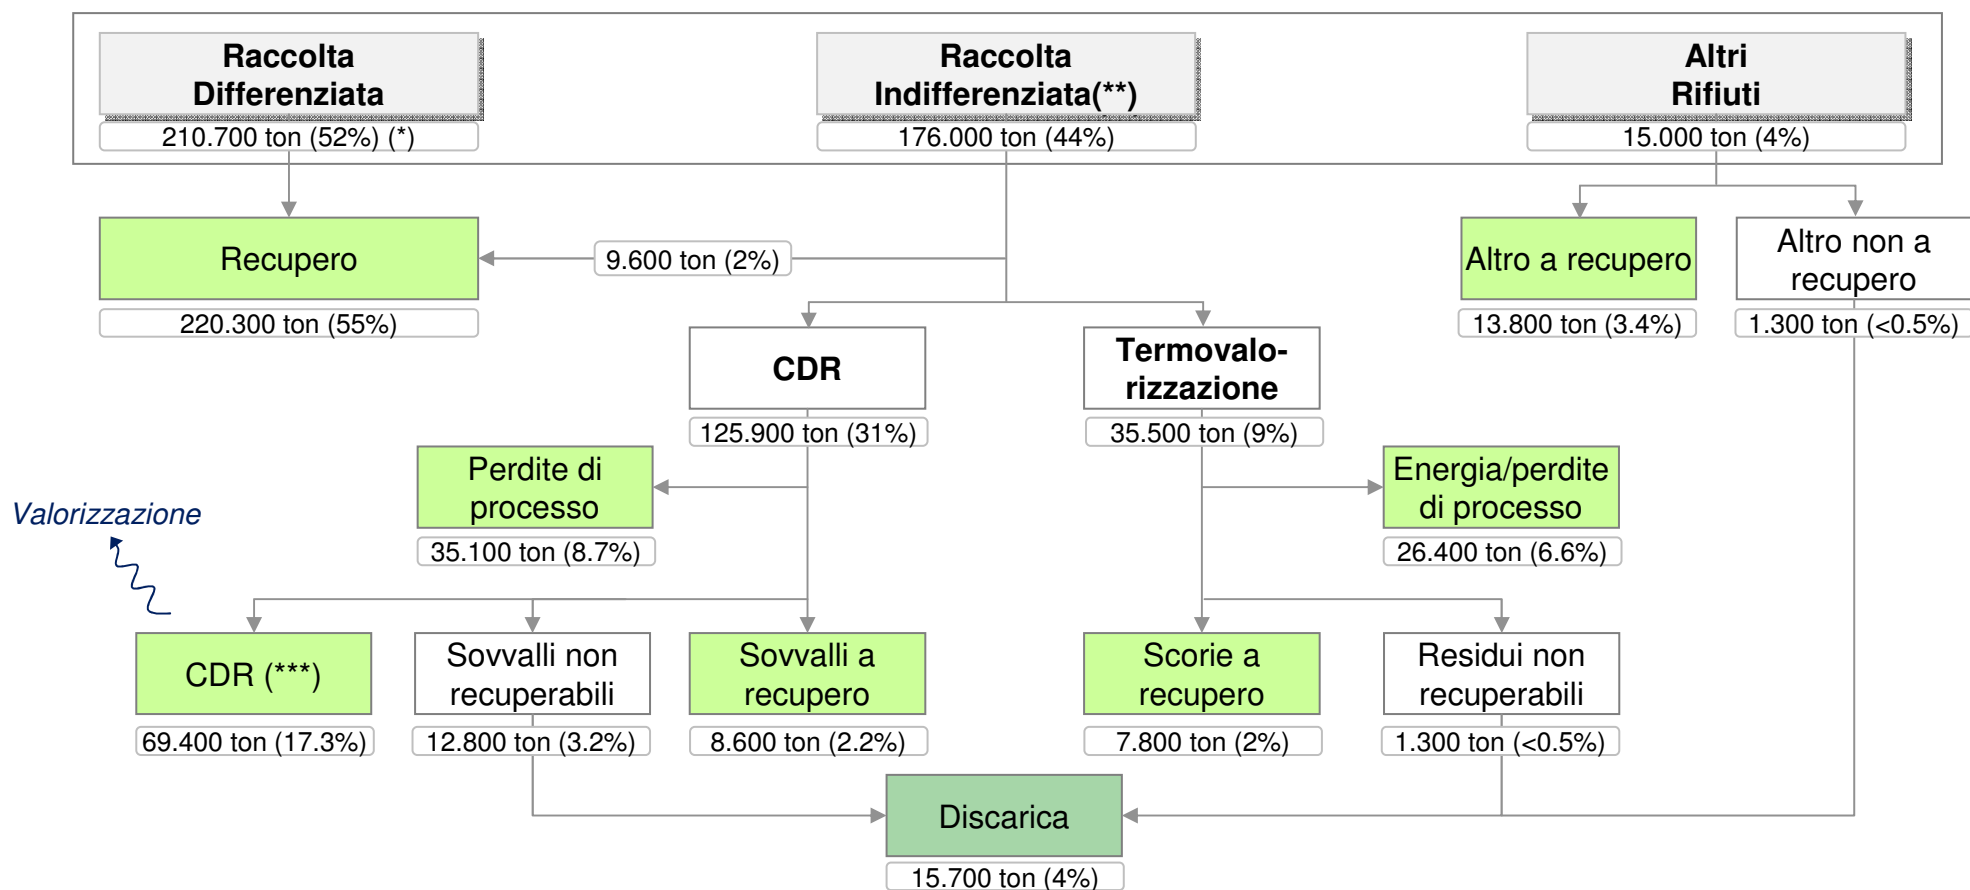 Raccolta
Differenziata
210.700 ton (52%) (*)
Raccolta
Indifferenziata(**)
176.000 ton (44%)
Altri
Rifiuti
15.000 ton (4%)
Recupero
220.300 ton (55%)
9.600 ton (2%)
Altro a recupero
13.800 ton (3.4%)
Altro non a
recupero
1.300 ton (<0.5%)
CDR
125.900 ton (31%)
Termovalo-
rizzazione
35.500 ton (9%)
Perdite di
processo
35.100 ton (8.7%)
Energia/perdite
di processo
26.400 ton (6.6%)
Valorizzazione
CDR (***)
69.400 ton (17.3%)
Sovvalli non
recuperabili
12.800 ton (3.2%)
Sovvalli a
recupero
8.600 ton (2.2%)
Scorie a
recupero
7.800 ton (2%)
Residui non
recuperabili
1.300 ton (<0.5%)
Discarica
15.700 ton (4%)